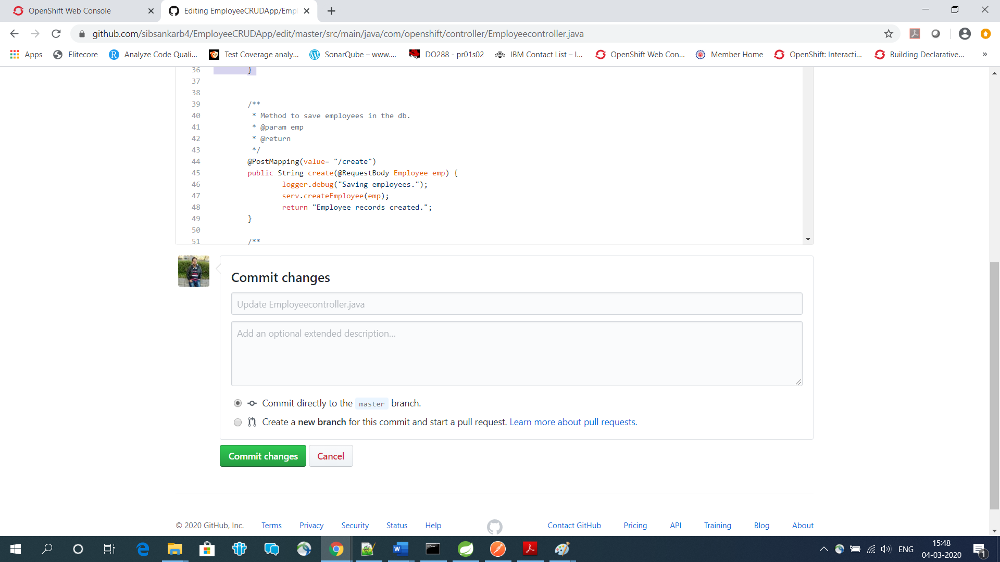 OpenShift Web Console
Editing EmployeeCRUDApp/Emp
github.com/sibsankarb4/EmployeeCRUDApp/edit/master/src/main/java/com/openshift/controller/Employeecontroller.java
Apps Elitecore Analyze Code Quali... Test Coverage analy... SonarQube – www.... DO288 - pr01s02 IBM Contact List – I... OpenShift Web Con... Member Home OpenShift: Interacti... Building Declarative... »
36 }
37
38
39 /**
40 * Method to save employees in the db.
41 * @param emp
42 * @return
43 */
44 @PostMapping(value= "/create")
45 public String create(@RequestBody Employee emp) {
46 logger.debug("Saving employees.");
47 serv.createEmployee(emp);
48 return "Employee records created.";
49 }
50
51 /**
Commit changes
Update Employeecontroller.java
Add an optional extended description...
Commit directly to the master branch.
Create a new branch for this commit and start a pull request. Learn more about pull requests.
Commit changes Cancel
© 2020 GitHub, Inc. Terms Privacy Security Status Help Contact GitHub Pricing API Training Blog About
ENG 15:48
04-03-2020
1